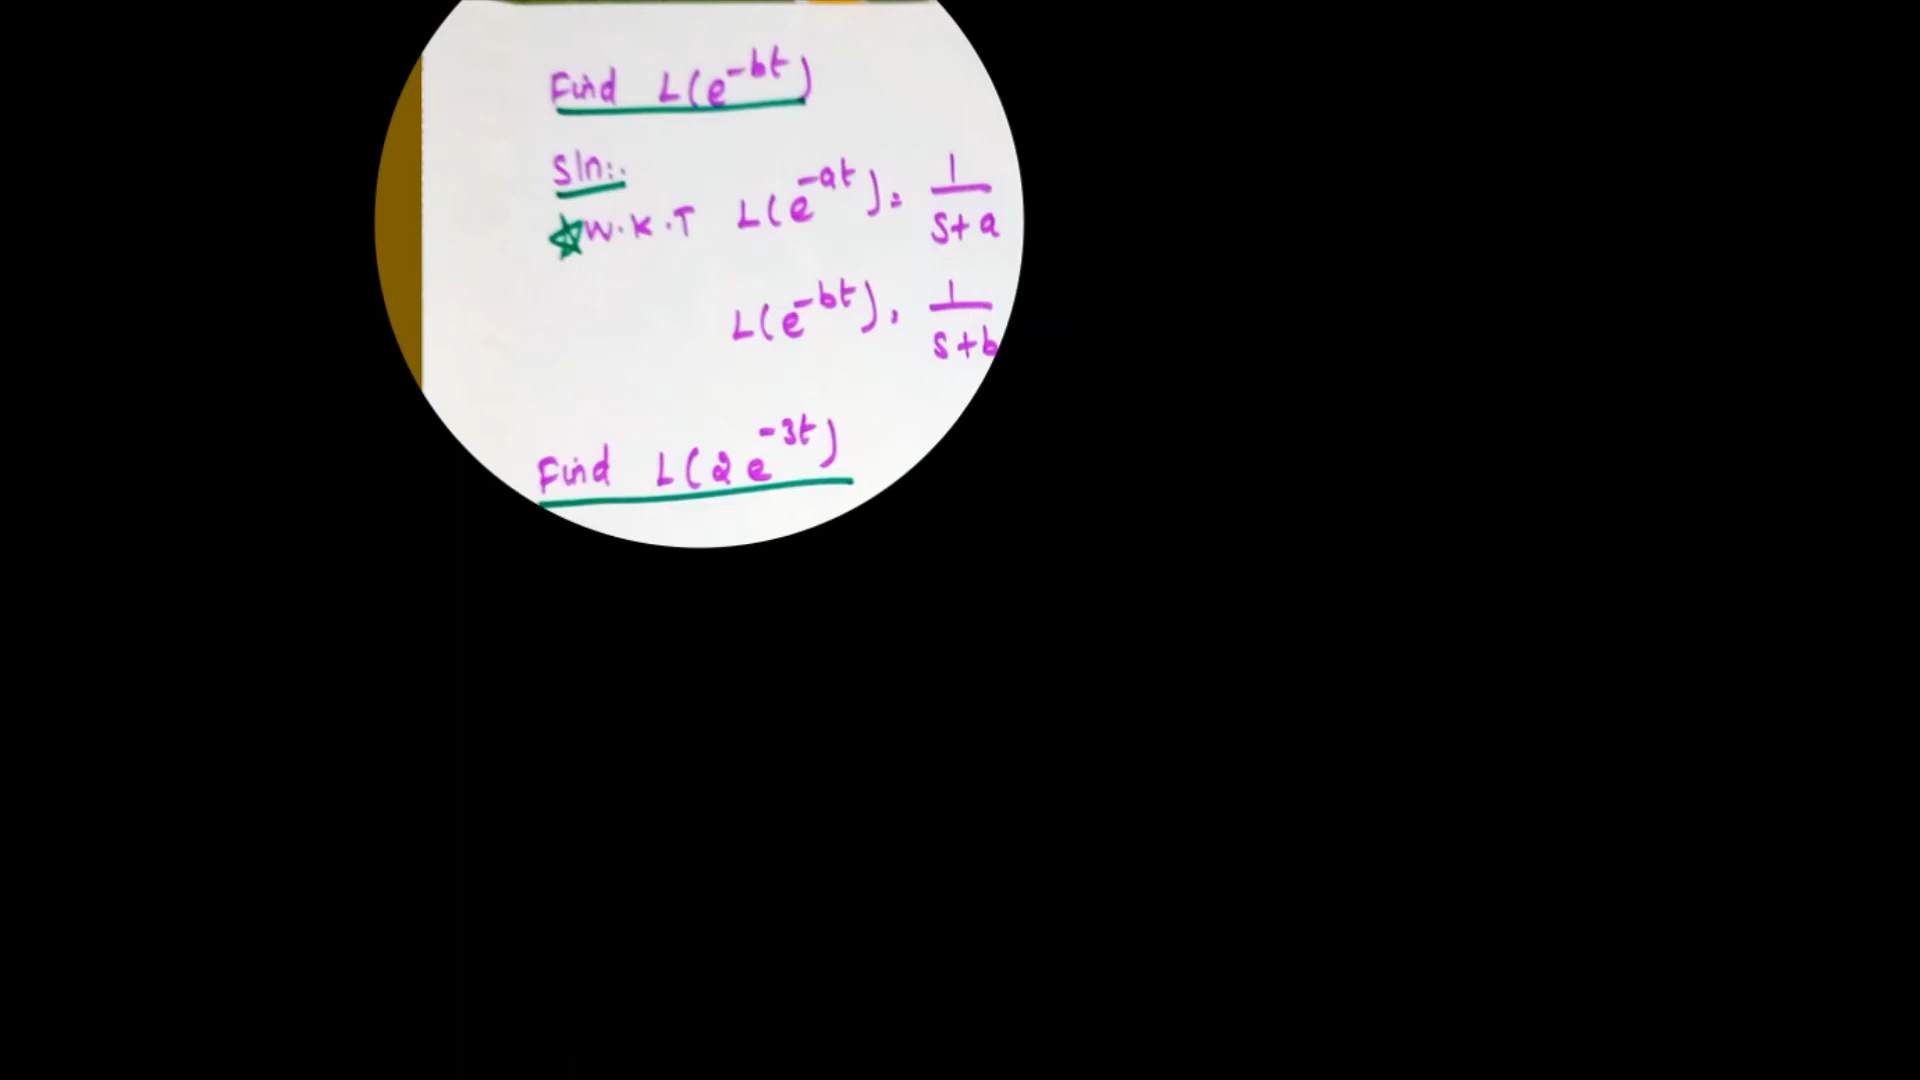 Find L(e^-bt)
Sln:.
☆W.K.T L(e^-at) = 1/(s+a)
L(e^-bt) = 1/(s+b)
Find L(2e^-3t)